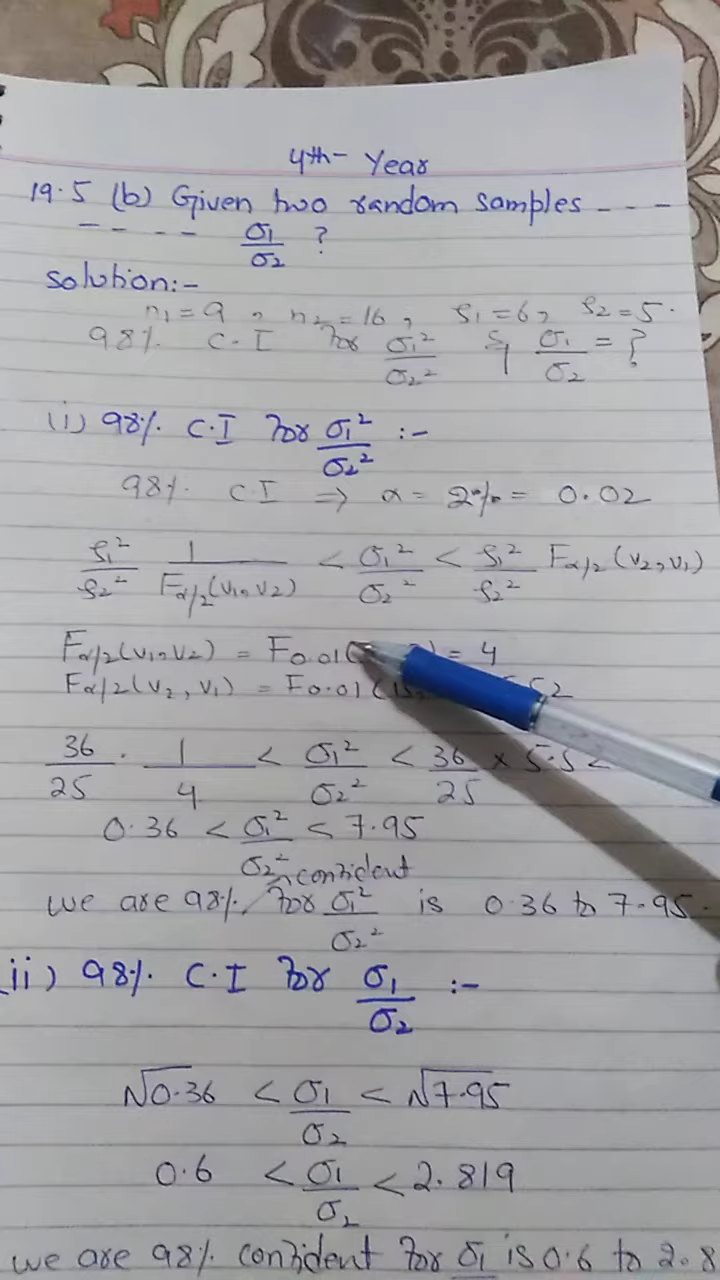 4th- Year
19.5 (b) Given two random samples - - -
- - - - - σ₁/σ₂ ?
Solution:-
n₁=9, n₂=16, S₁=6, S₂=5.
98% C.I For σ₁²/σ₂² & σ₁/σ₂ = ?
(i) 98% C.I For σ₁²/σ₂² :-
98% C.I ⇒ α = 2% = 0.02
S₁²/S₂² 1/Fα/2(v₁,v₂) < σ₁²/σ₂² < S₁²/S₂² Fα/2(v₂,v₁)
Fα/2(v₁,v₂) = F0.01( ) = 4
Fα/2(v₂,v₁) = F0.01(15, 5.52
36/25 . 1/4 < σ₁²/σ₂² < 36/25 × 5.52
0.36 < σ₁²/σ₂² < 7.95
we are 98% confident For σ₁²/σ₂² is 0.36 to 7.95.
(ii) 98% C.I For σ₁/σ₂ :-
√0.36 < σ₁/σ₂ < √7.95
0.6 < σ₁/σ₂ < 2.819
we are 98% confident For σ₁ is 0.6 to 2.8